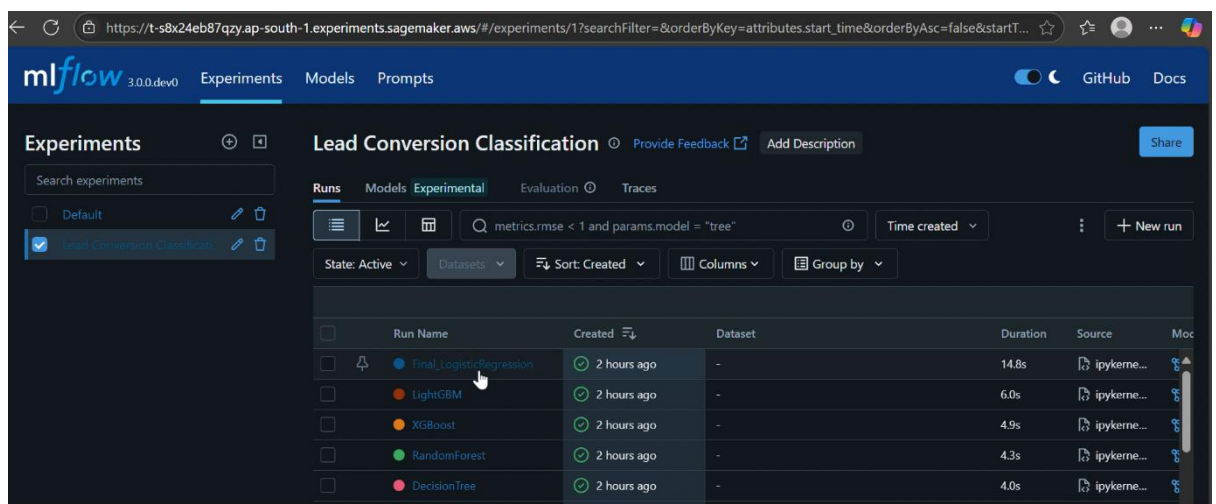 https://t-s8x24eb87qzy.ap-south-1.experiments.sagemaker.aws/#/experiments/1?searchFilter=&orderByKey=attributes.start_time&orderByAsc=false&startT...
mlflow 3.0.0.dev0 Experiments Models Prompts GitHub Docs
Experiments
Search experiments
Default
Lead Conversion Classificati
Lead Conversion Classification Provide Feedback Add Description Share
Runs Models Experimental Evaluation Traces
metrics.rmse < 1 and params.model = "tree" Time created + New run
State: Active Datasets Sort: Created Columns Group by
Run Name Created Dataset Duration Source Moc
Final_LogisticRegression 2 hours ago - 14.8s ipykerne...
LightGBM 2 hours ago - 6.0s ipykerne...
XGBoost 2 hours ago - 4.9s ipykerne...
RandomForest 2 hours ago - 4.3s ipykerne...
DecisionTree 2 hours ago - 4.0s ipykerne...